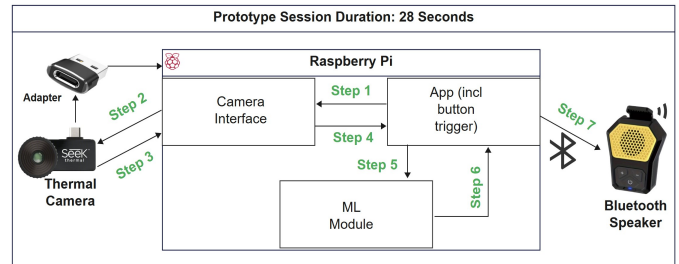 Prototype Session Duration: 28 Seconds
Raspberry Pi
Adapter
Step 2
Camera
Interface
Step 1
App (incl
button
trigger)
Step 7
Step 4
Seek
thermal
Step 3
Step 5
Step 6
Thermal
Camera
ML
Module
Bluetooth
Speaker